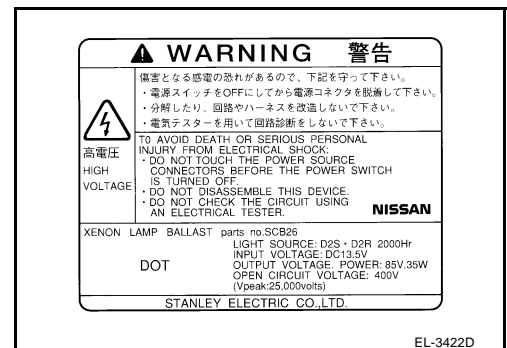 WARNING 警告
傷害となる感電の恐れがあるので、下記を守って下さい。
・電源スイッチをOFFにしてから電源コネクタを脱着して下さい。
・分解したり、回路やハーネスを改造しないで下さい。
・電気テスターを用いて回路診断をしないで下さい。
高電圧
HIGH
VOLTAGE
TO AVOID DEATH OR SERIOUS PERSONAL
INJURY FROM ELECTRICAL SHOCK:
・DO NOT TOUCH THE POWER SOURCE
CONNECTORS BEFORE THE POWER SWITCH
IS TURNED OFF.
・DO NOT DISASSEMBLE THIS DEVICE.
・DO NOT CHECK THE CIRCUIT USING
AN ELECTRICAL TESTER.
NISSAN
XENON LAMP BALLAST parts no.SCB26
LIGHT SOURCE: D2S・D2R 2000Hr
INPUT VOLTAGE: DC13.5V
DOT
OUTPUT VOLTAGE. POWER: 85V.35W
OPEN CIRCUIT VOLTAGE: 400V
(Vpeak:25,000volts)
STANLEY ELECTRIC CO.,LTD.
EL-3422D